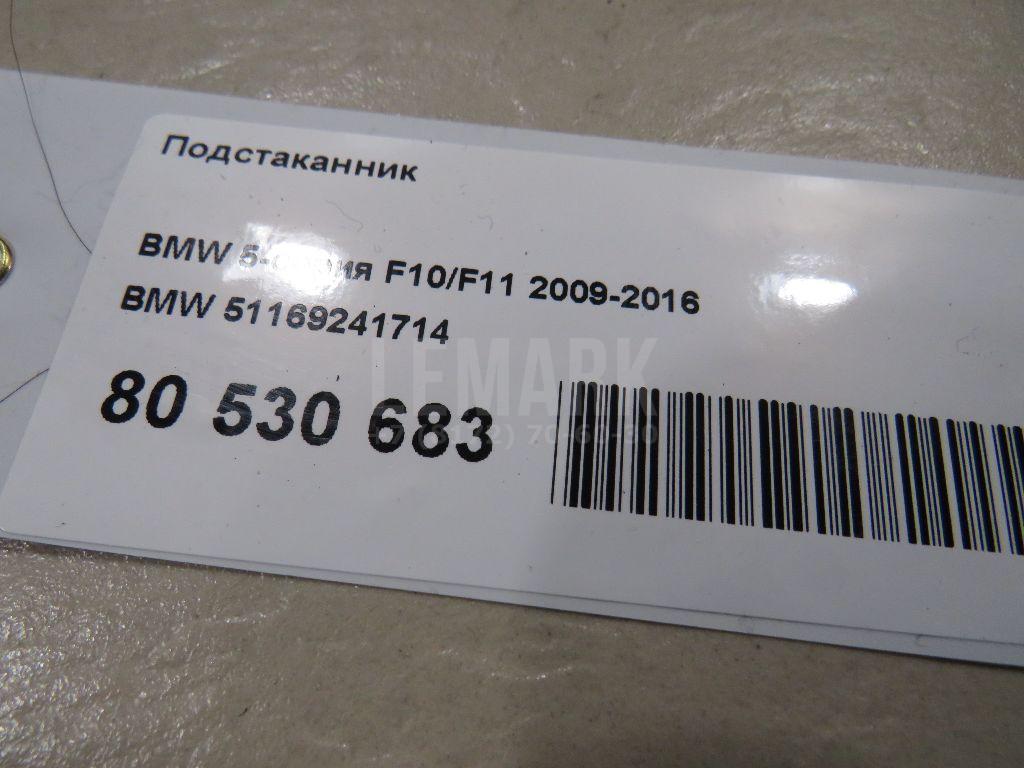 Подстаканник
BMW 5-серия F10/F11 2009-2016
BMW 51169241714
80 530 683
LEMARK